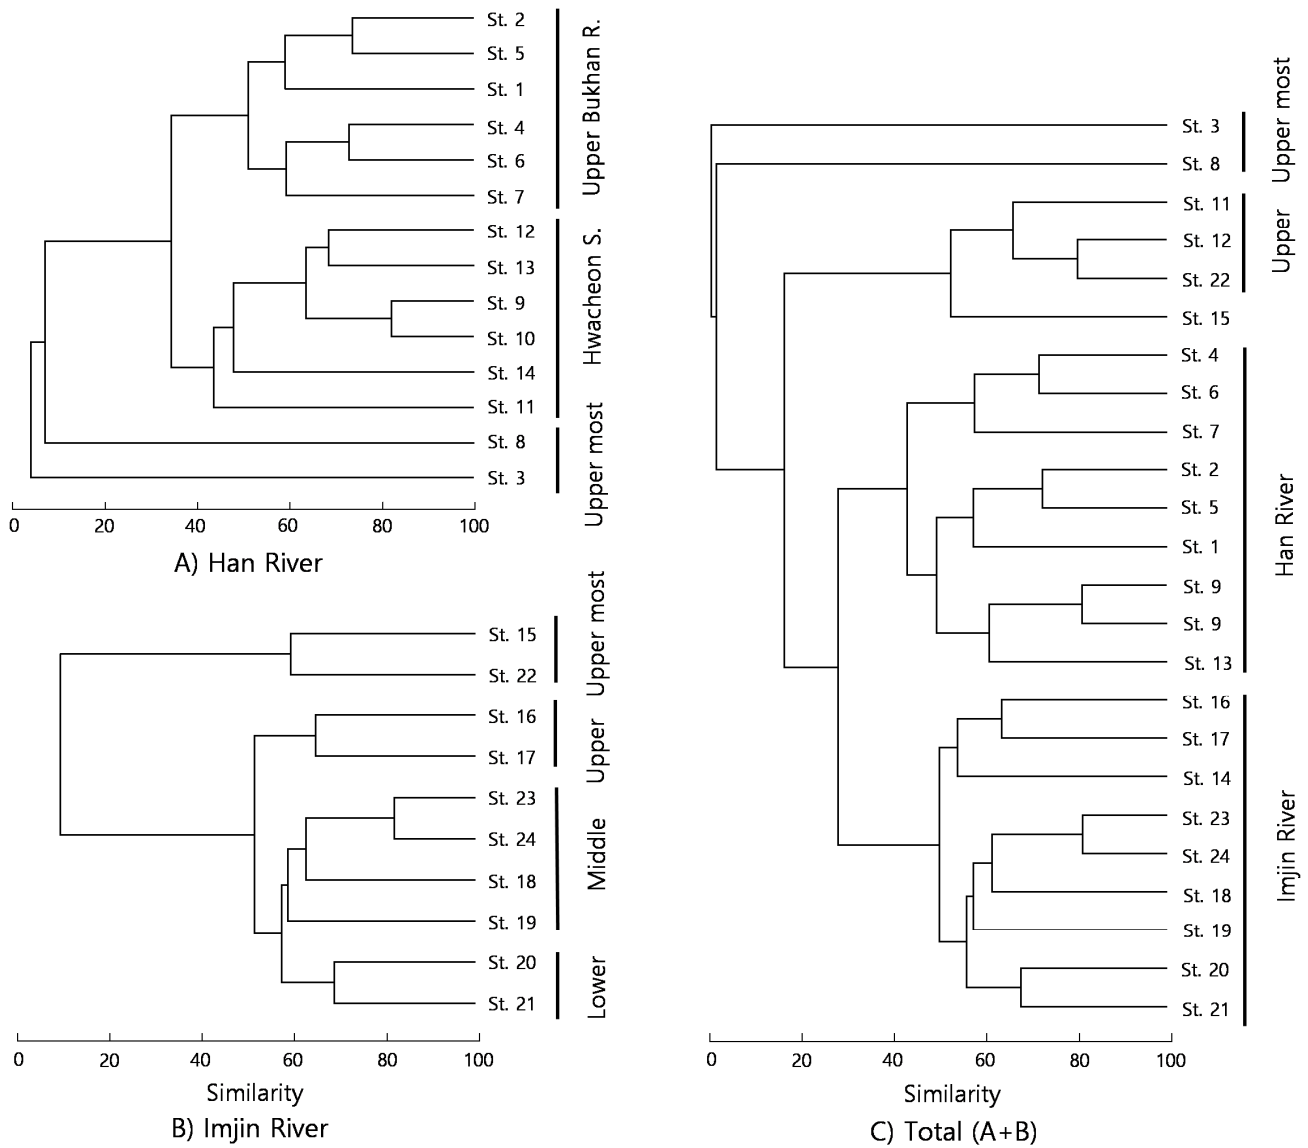 St. 2
St. 5
St. 1
St. 4
St. 6
St. 7
St. 12
St. 13
St. 9
St. 10
St. 14
St. 11
St. 8
St. 3
Upper Bukhan R.
Hwacheon S.
Upper most
0 20 40 60 80 100
A) Han River
St. 15
St. 22
St. 16
St. 17
St. 23
St. 24
St. 18
St. 19
St. 20
St. 21
Upper most
Upper
Middle
Lower
0 20 40 60 80 100
Similarity
B) Imjin River
St. 3
St. 8
St. 11
St. 12
St. 22
St. 15
St. 4
St. 6
St. 7
St. 2
St. 5
St. 1
St. 9
St. 9
St. 13
St. 16
St. 17
St. 14
St. 23
St. 24
St. 18
St. 19
St. 20
St. 21
Upper most
Upper
Han River
Imjin River
0 20 40 60 80 100
Similarity
C) Total (A+B)